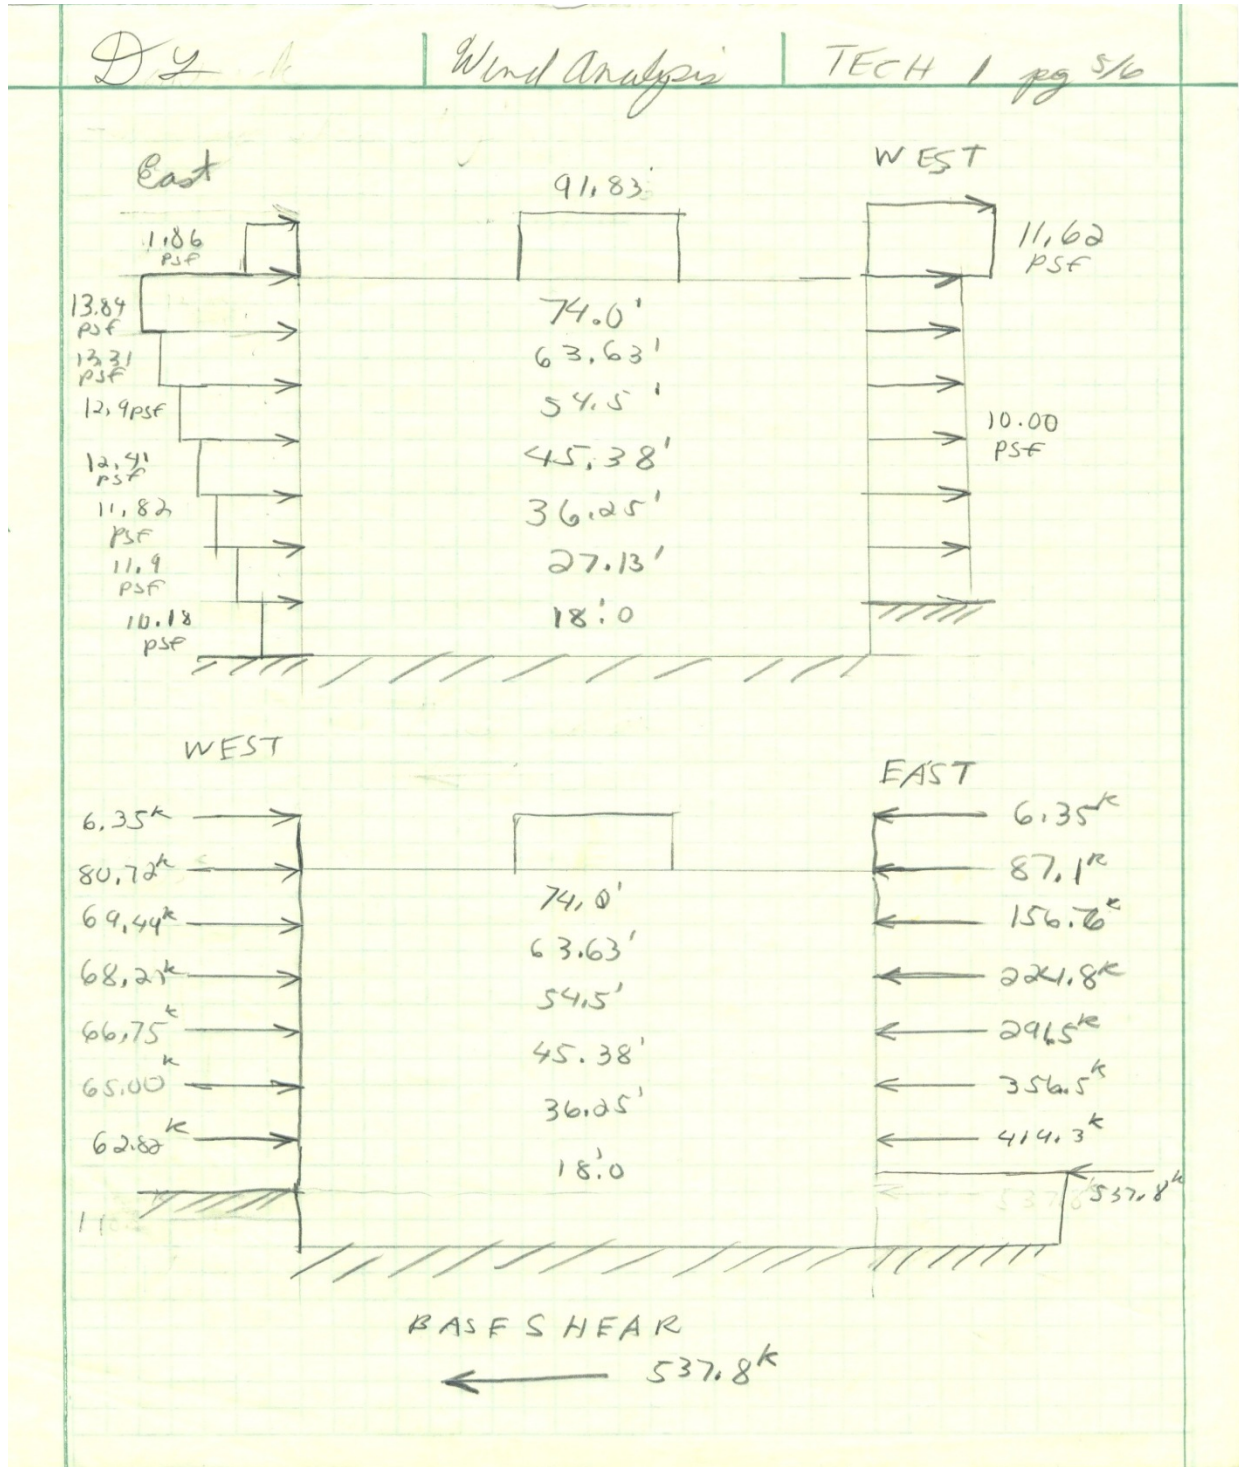 D Y
Wind Analysis
TECH 1 pg 5/6
East
91.83'
WEST
1.86
psf
11.62
psf
13.84
psf
74.0'
13.31
psf
63.63'
12.9 psf
54.5'
10.00
psf
12.41
psf
45.38'
11.82
psf
36.25'
11.9
psf
27.13'
10.18
psf
18'.0
WEST
EAST
6.35k
6.35k
80.72k
87.1k
74.0'
69.44k
156.6k
63.63'
68.21k
224.8k
54.5'
66.75k
291.5k
45.38'
65.00k
356.5k
36.25'
62.82k
414.3k
18'.0
537.8k
BASE SHEAR
537.8k